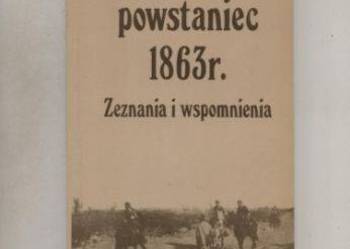 powstaniec
1863r.
Zeznania i wspomnienia